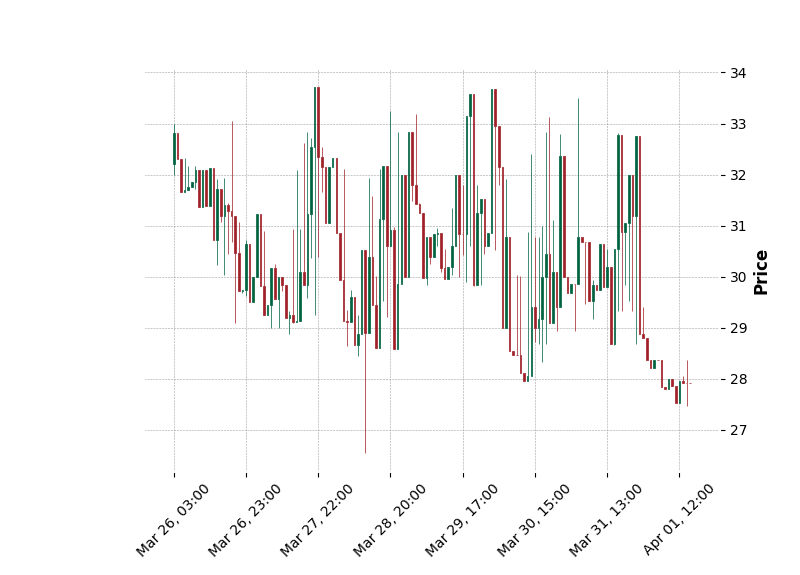 34
33
32
31
30
29
28
27
Price
Mar 26, 03:00
Mar 26, 23:00
Mar 27, 22:00
Mar 28, 20:00
Mar 29, 17:00
Mar 30, 15:00
Mar 31, 13:00
Apr 01, 12:00